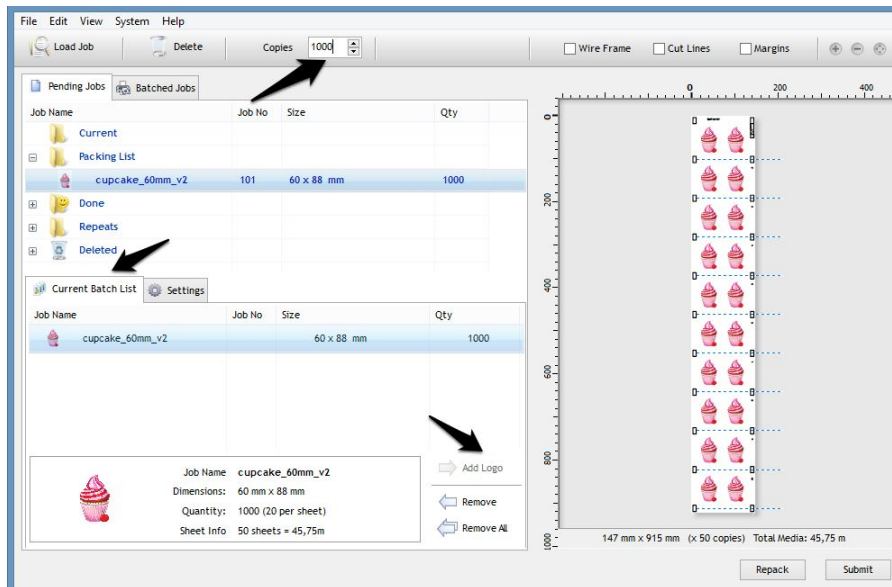 File Edit View System Help
Load Job Delete Copies 1000 Wire Frame Cut Lines Margins
Pending Jobs Batched Jobs
Job Name Job No Size Qty
Current
Packing List
cupcake_60mm_v2 101 60 x 88 mm 1000
Done
Repeats
Deleted
Current Batch List Settings
Job Name Job No Size Qty
cupcake_60mm_v2 60 x 88 mm 1000
Job Name cupcake_60mm_v2
Dimensions: 60 mm x 88 mm
Quantity: 1000 (20 per sheet)
Sheet Info 50 sheets = 45,75m
Add Logo
Remove
Remove All
0 200 400
0
200
400
600
800
1000
147 mm x 915 mm (x 50 copies) Total Media: 45,75 m
Repack Submit